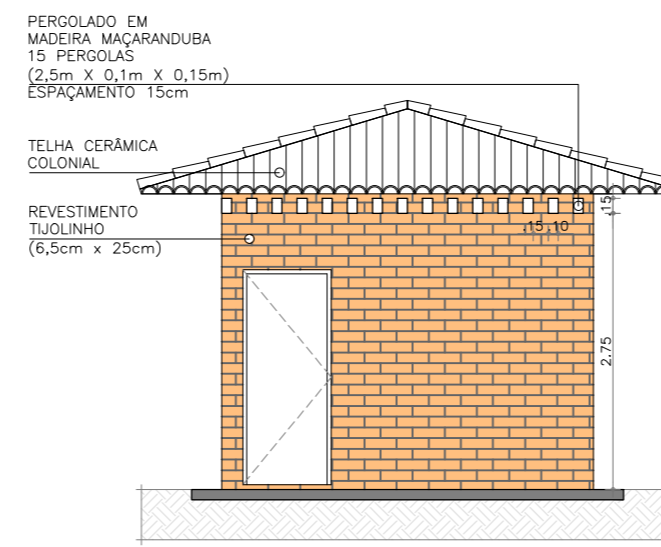 PERGOLADO EM
MADEIRA MAÇARANDUBA
15 PERGOLAS
(2,5m X 0,1m X 0,15m)
ESPAÇAMENTO 15cm
TELHA CERÂMICA
COLONIAL
REVESTIMENTO
TIJOLINHO
(6,5cm x 25cm)
.15
.15 .10
2.75